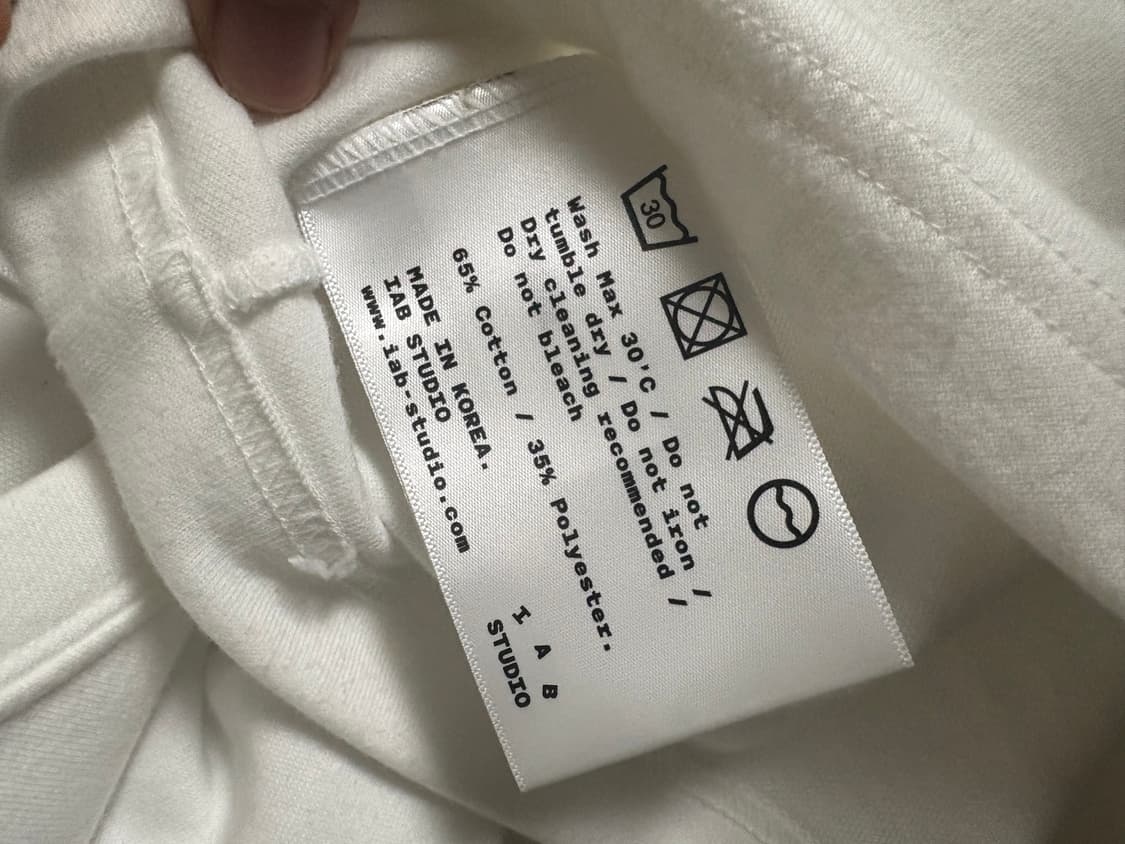 30
Wash Max 30'C / Do not
tumble dry / Do not iron /
Dry cleaning recommended /
Do not bleach
65% Cotton / 35% Polyester.
MADE IN KOREA.
IAB STUDIO
www.iab-studio.com
I A B
STUDIO